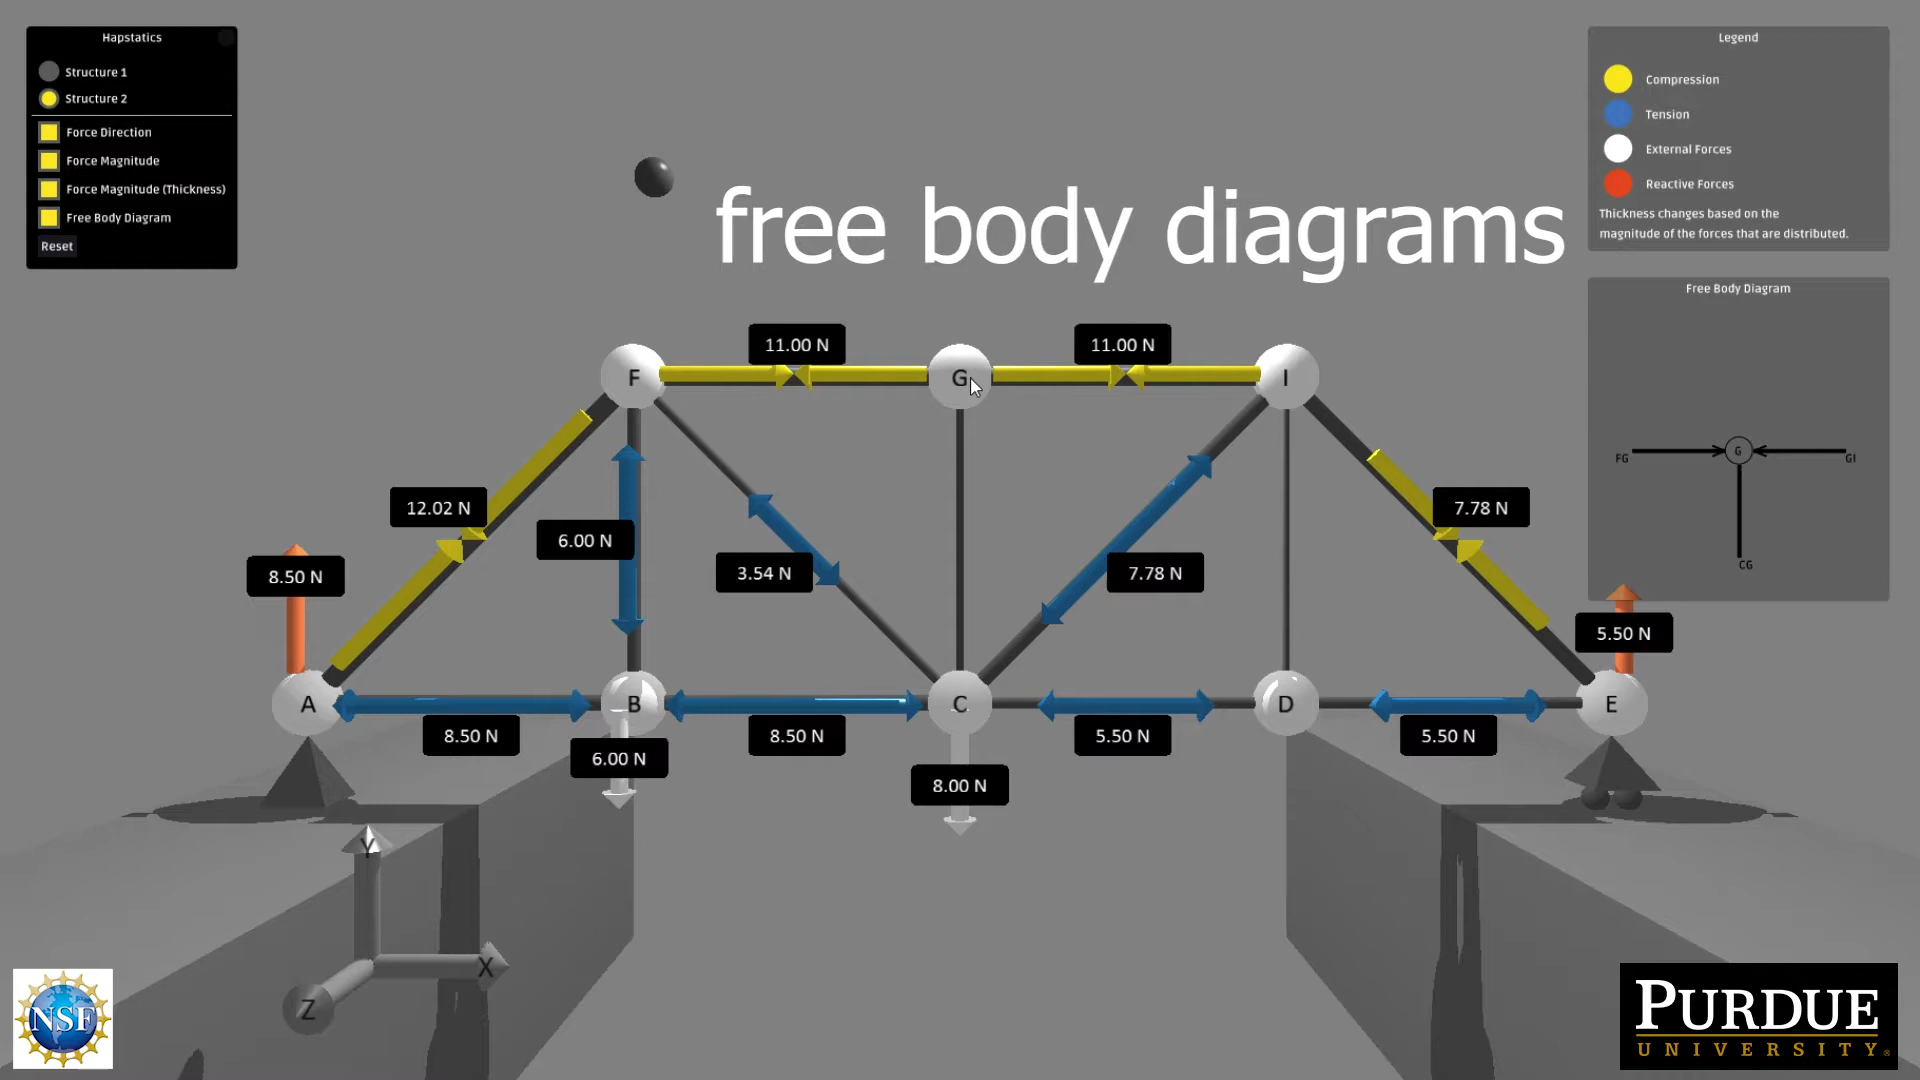 Hapstatics
Structure 1
Structure 2
Force Direction
Force Magnitude
Force Magnitude (Thickness)
Free Body Diagram
Reset
free body diagrams
Legend
Compression
Tension
External Forces
Reactive Forces
Thickness changes based on the
magnitude of the forces that are distributed.
Free Body Diagram
FG
G
GI
CG
11.00 N
11.00 N
F
G
I
12.02 N
6.00 N
3.54 N
7.78 N
7.78 N
8.50 N
5.50 N
A
B
C
D
E
8.50 N
8.50 N
5.50 N
5.50 N
6.00 N
8.00 N
Y
X
Z
NSF
PURDUE
UNIVERSITY